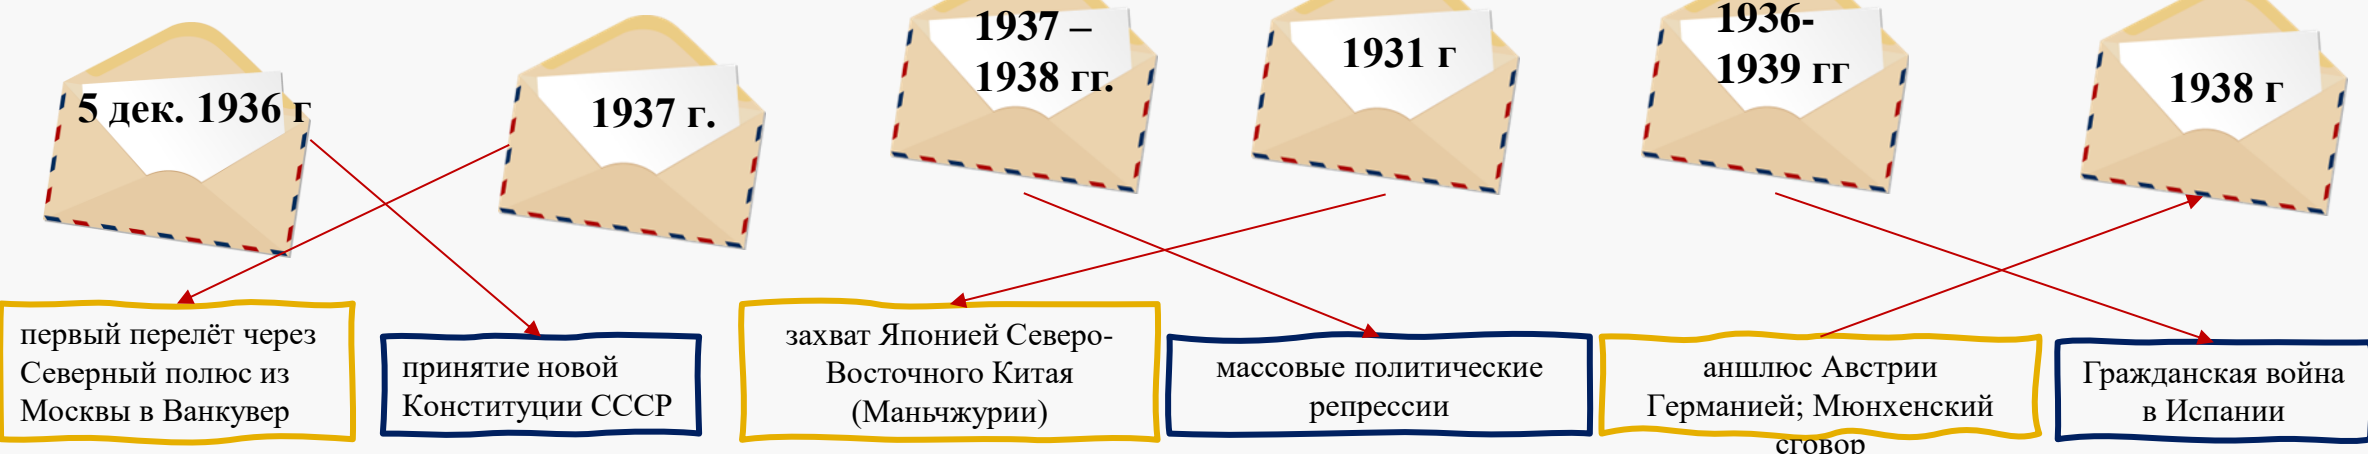 5 дек. 1936 г
1937 г.
1937 –
1938 гг.
1931 г
1936-
1939 гг
1938 г
первый перелёт через
Северный полюс из
Москвы в Ванкувер
принятие новой
Конституции СССР
захват Японией Северо-
Восточного Китая
(Маньчжурии)
массовые политические
репрессии
аншлюс Австрии
Германией; Мюнхенский
сговор
Гражданская война
в Испании